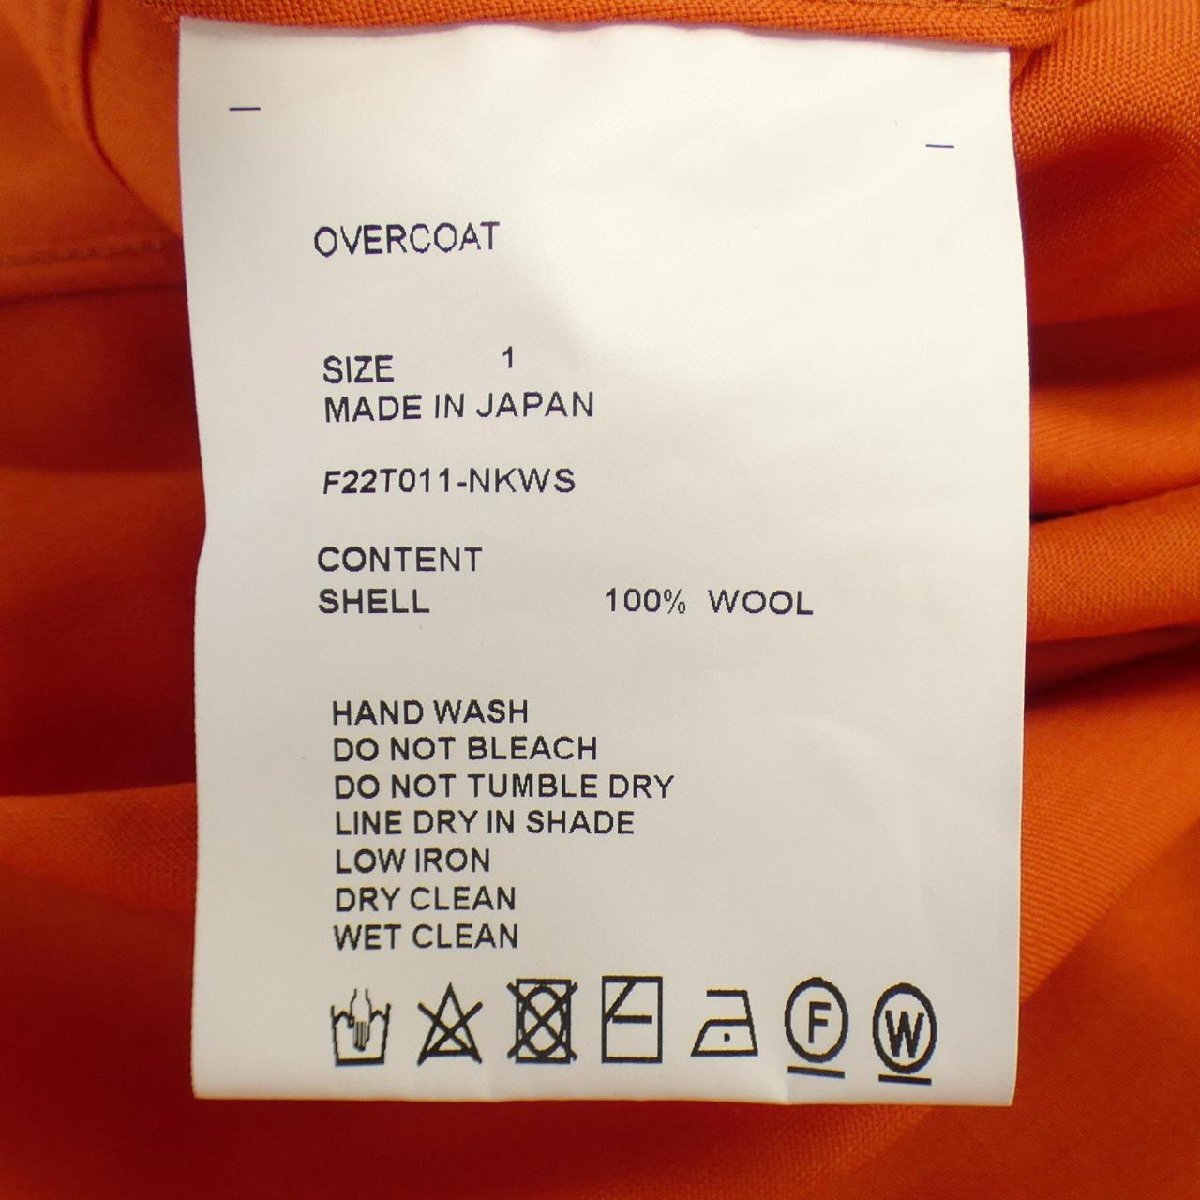 OVERCOAT
SIZE 1
MADE IN JAPAN
F22T011-NKWS
CONTENT
SHELL 100% WOOL
HAND WASH
DO NOT BLEACH
DO NOT TUMBLE DRY
LINE DRY IN SHADE
LOW IRON
DRY CLEAN
WET CLEAN
F W